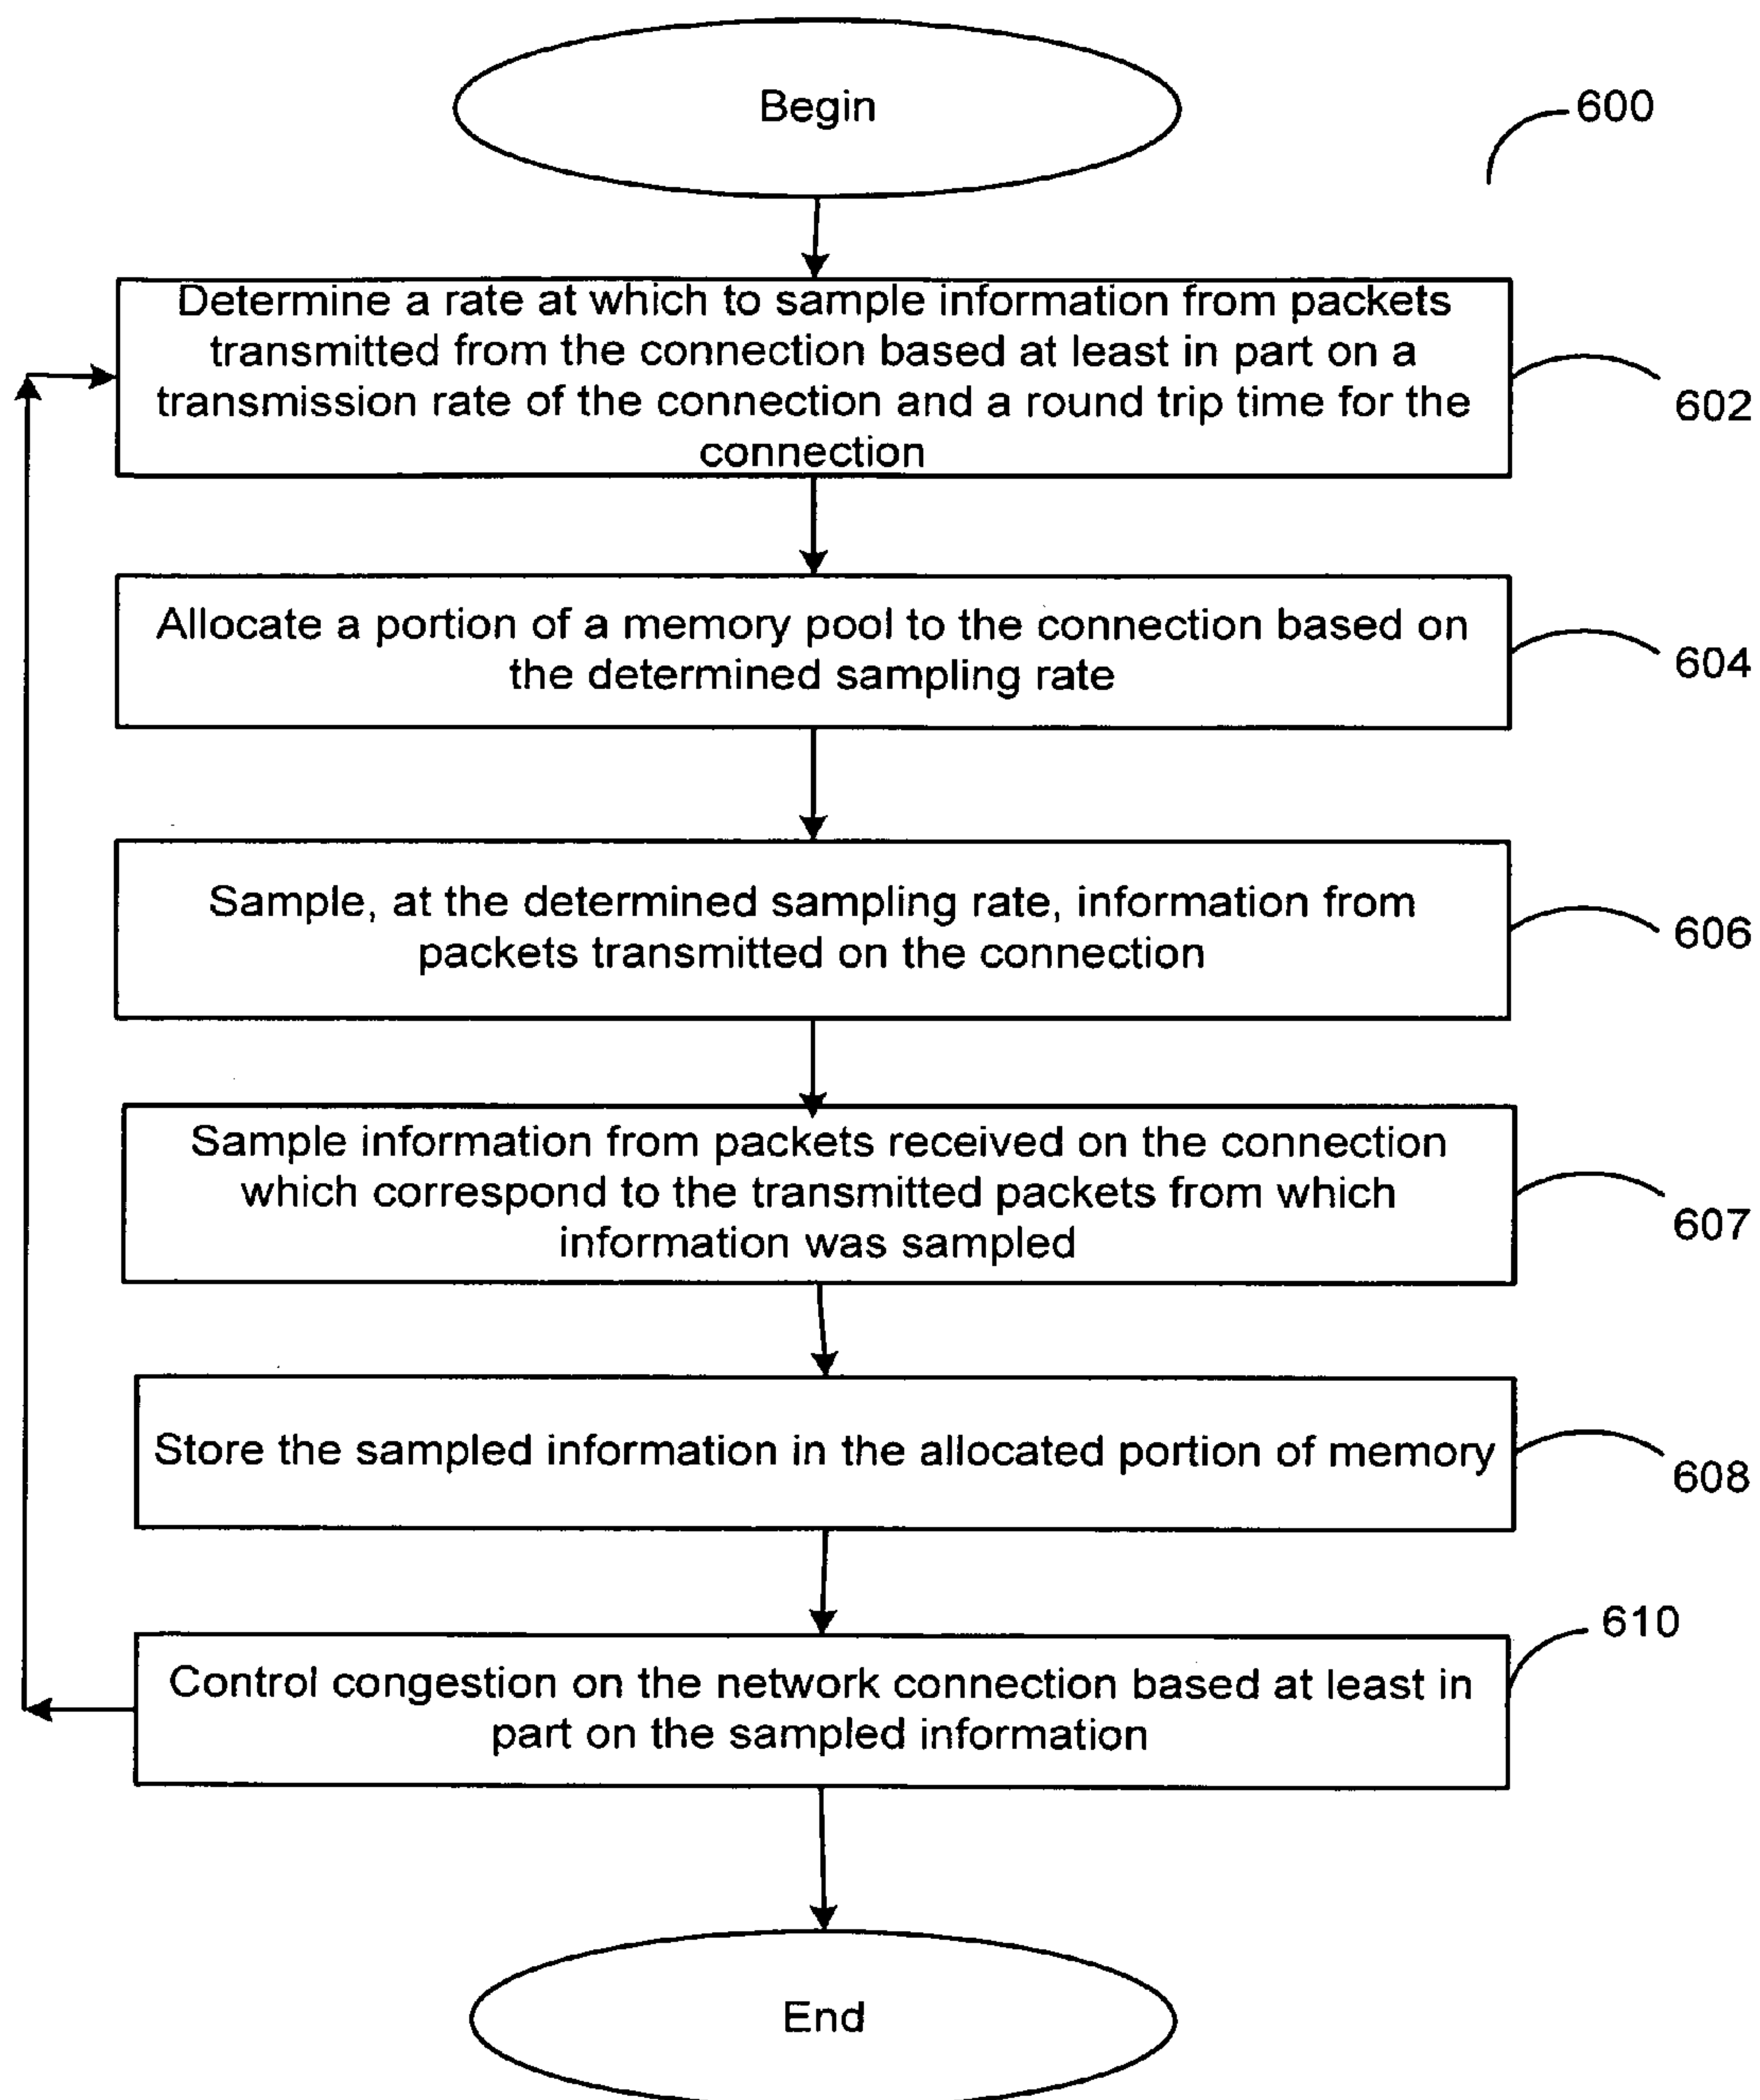 Begin
600
Determine a rate at which to sample information from packets
transmitted from the connection based at least in part on a
transmission rate of the connection and a round trip time for the
connection
602
Allocate a portion of a memory pool to the connection based on
the determined sampling rate
604
Sample, at the determined sampling rate, information from
packets transmitted on the connection
606
Sample information from packets received on the connection
which correspond to the transmitted packets from which
information was sampled
607
Store the sampled information in the allocated portion of memory
608
610
Control congestion on the network connection based at least in
part on the sampled information
End